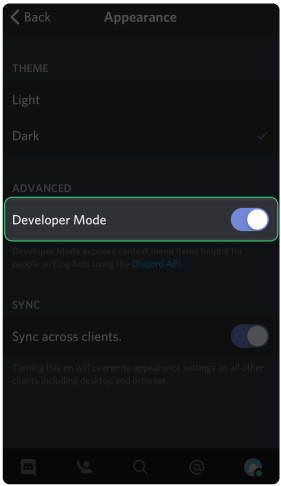 Back
Appearance
THEME
Light
Dark
ADVANCED
Developer Mode
Developer Mode exposes context menu items helpful for
people writing bots using the Discord API.
SYNC
Sync across clients.
Turning this on will overwrite appearance settings on all other
clients including desktop and browser.